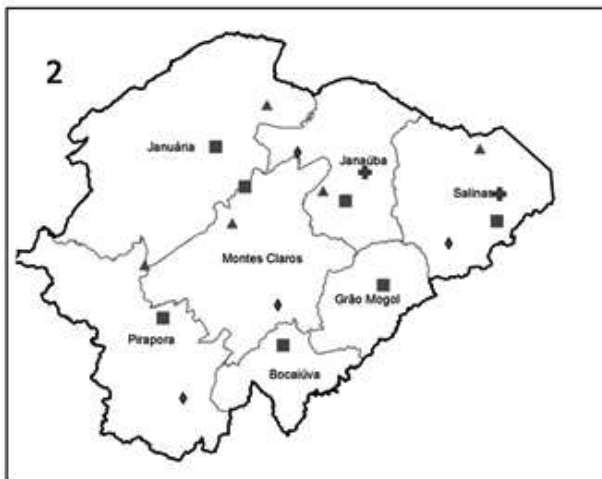 2
Januária
Janaúba
Salinas
Montes Claros
Grão Mogol
Pirapora
Bocaiúva